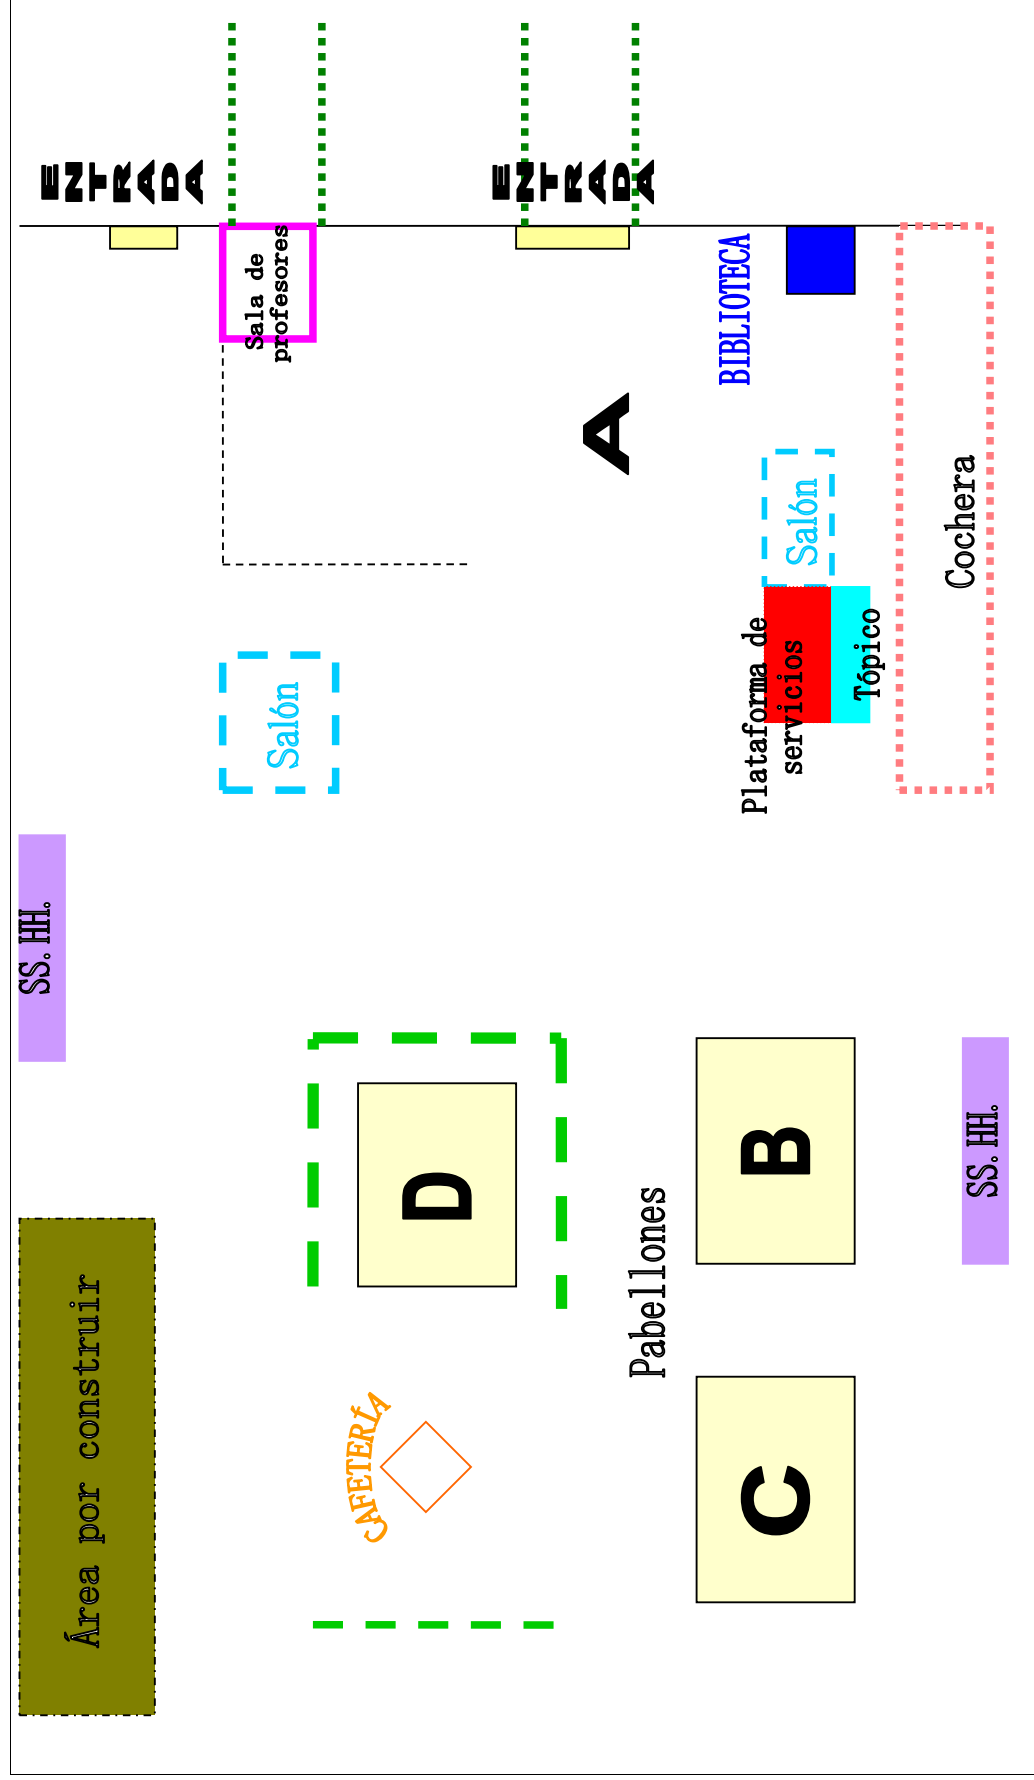 ENTRADA
ENTRADA
Sala de
profesores
BIBLIOTECA
A
Salón
Cochera
Plataforma de
servicios
Tópico
Salón
SS.HH.
D
B
SS.HH.
Pabellones
Área por construir
CAFETERÍA
C